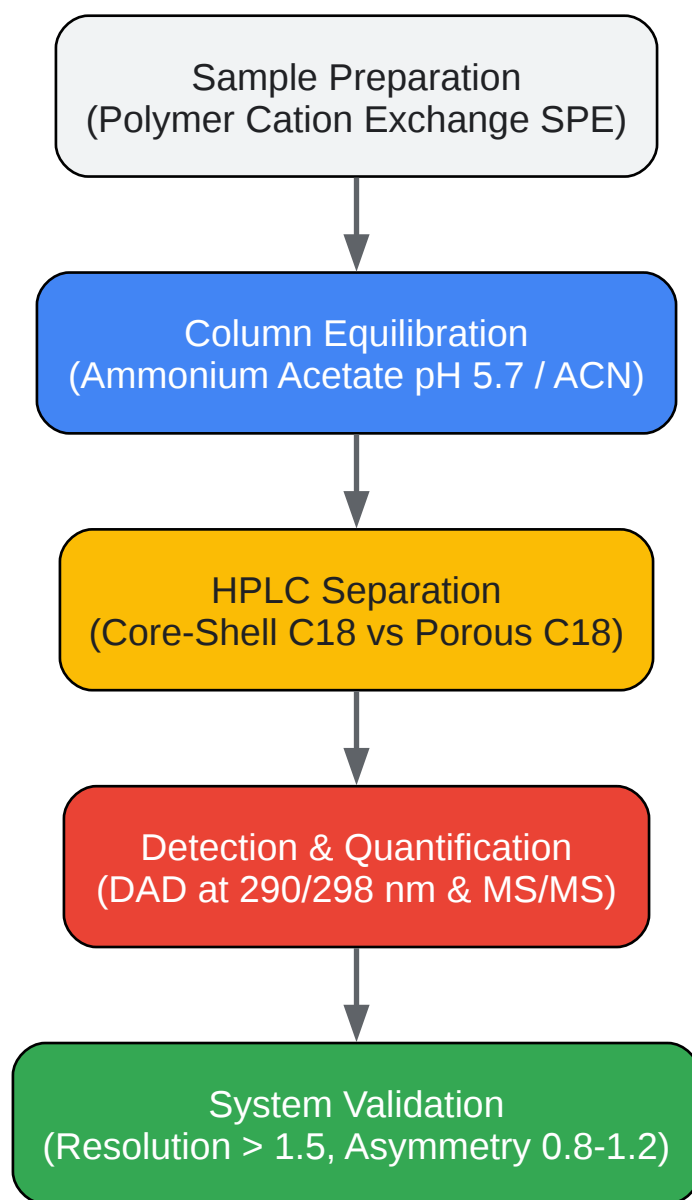 Sample Preparation
(Polymer Cation Exchange SPE)
Column Equilibration
(Ammonium Acetate pH 5.7 / ACN)
HPLC Separation
(Core-Shell C18 vs Porous C18)
Detection & Quantification
(DAD at 290/298 nm & MS/MS)
System Validation
(Resolution > 1.5, Asymmetry 0.8-1.2)